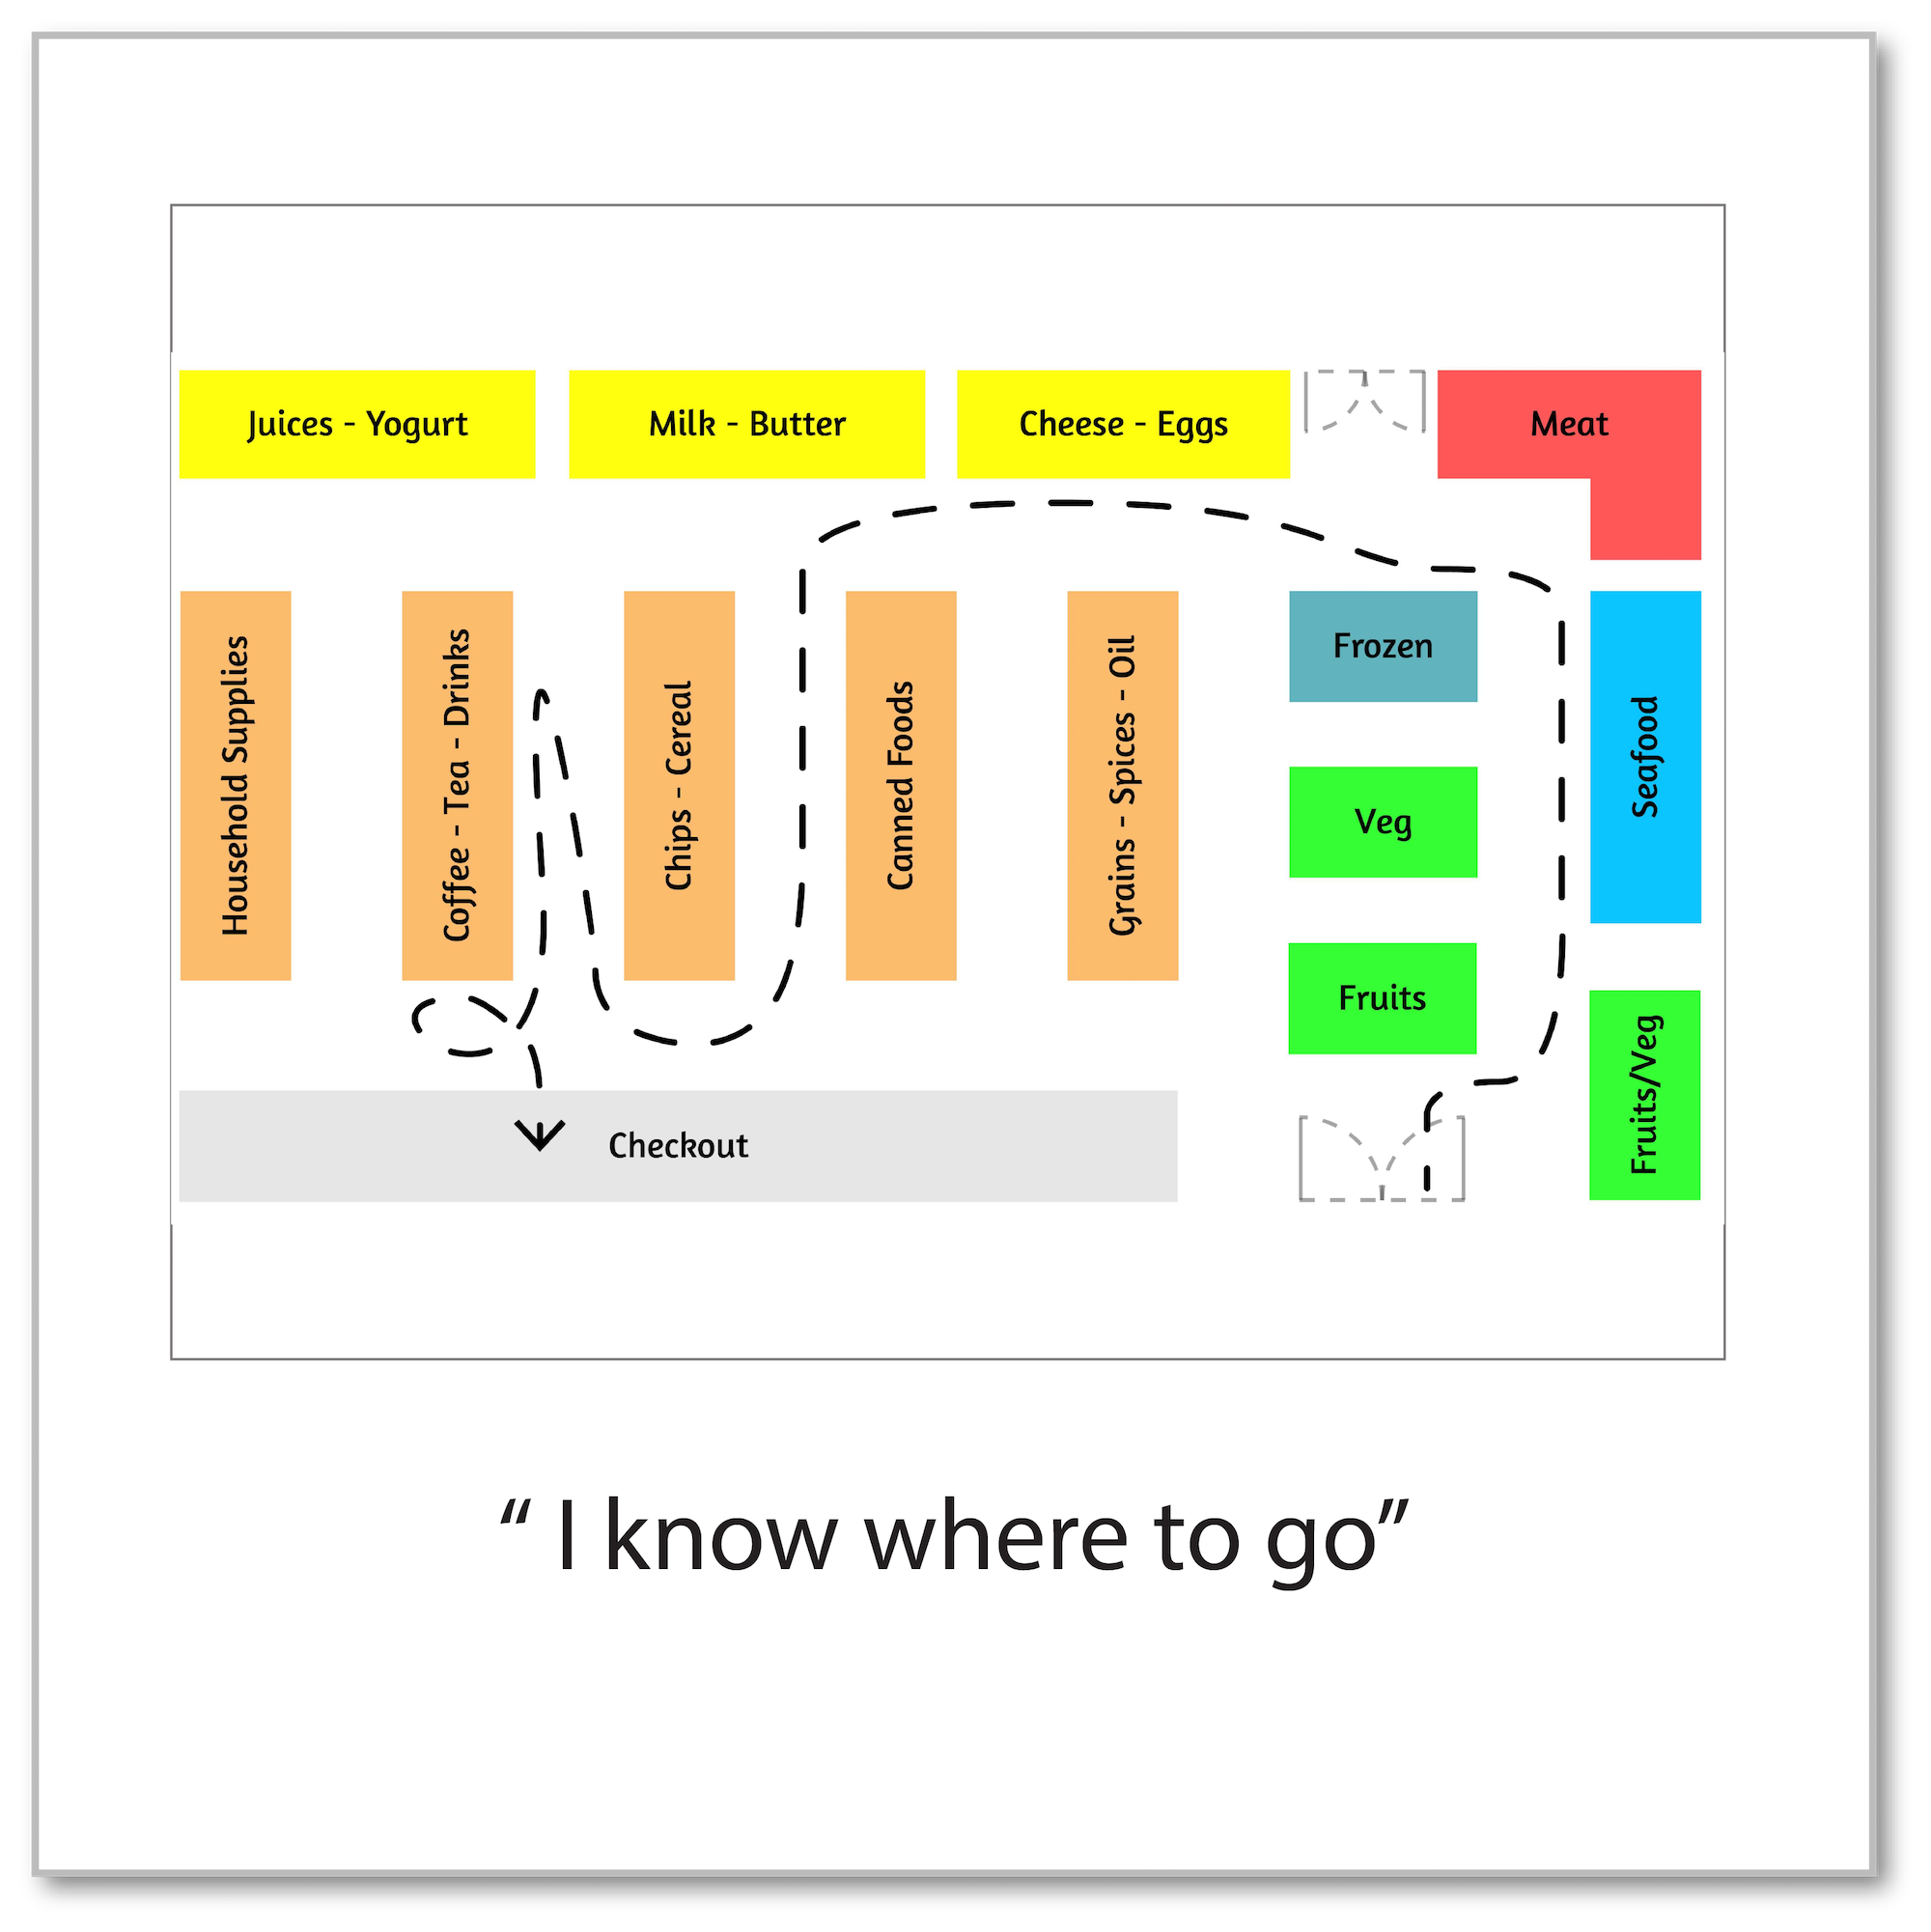 Juices - Yogurt
Milk - Butter
Cheese - Eggs
Meat
Household Supplies
Coffee - Tea - Drinks
Chips - Cereal
Canned Foods
Grains - Spices - Oil
Frozen
Veg
Fruits
Seafood
Fruits/Veg
Checkout
“ I know where to go”